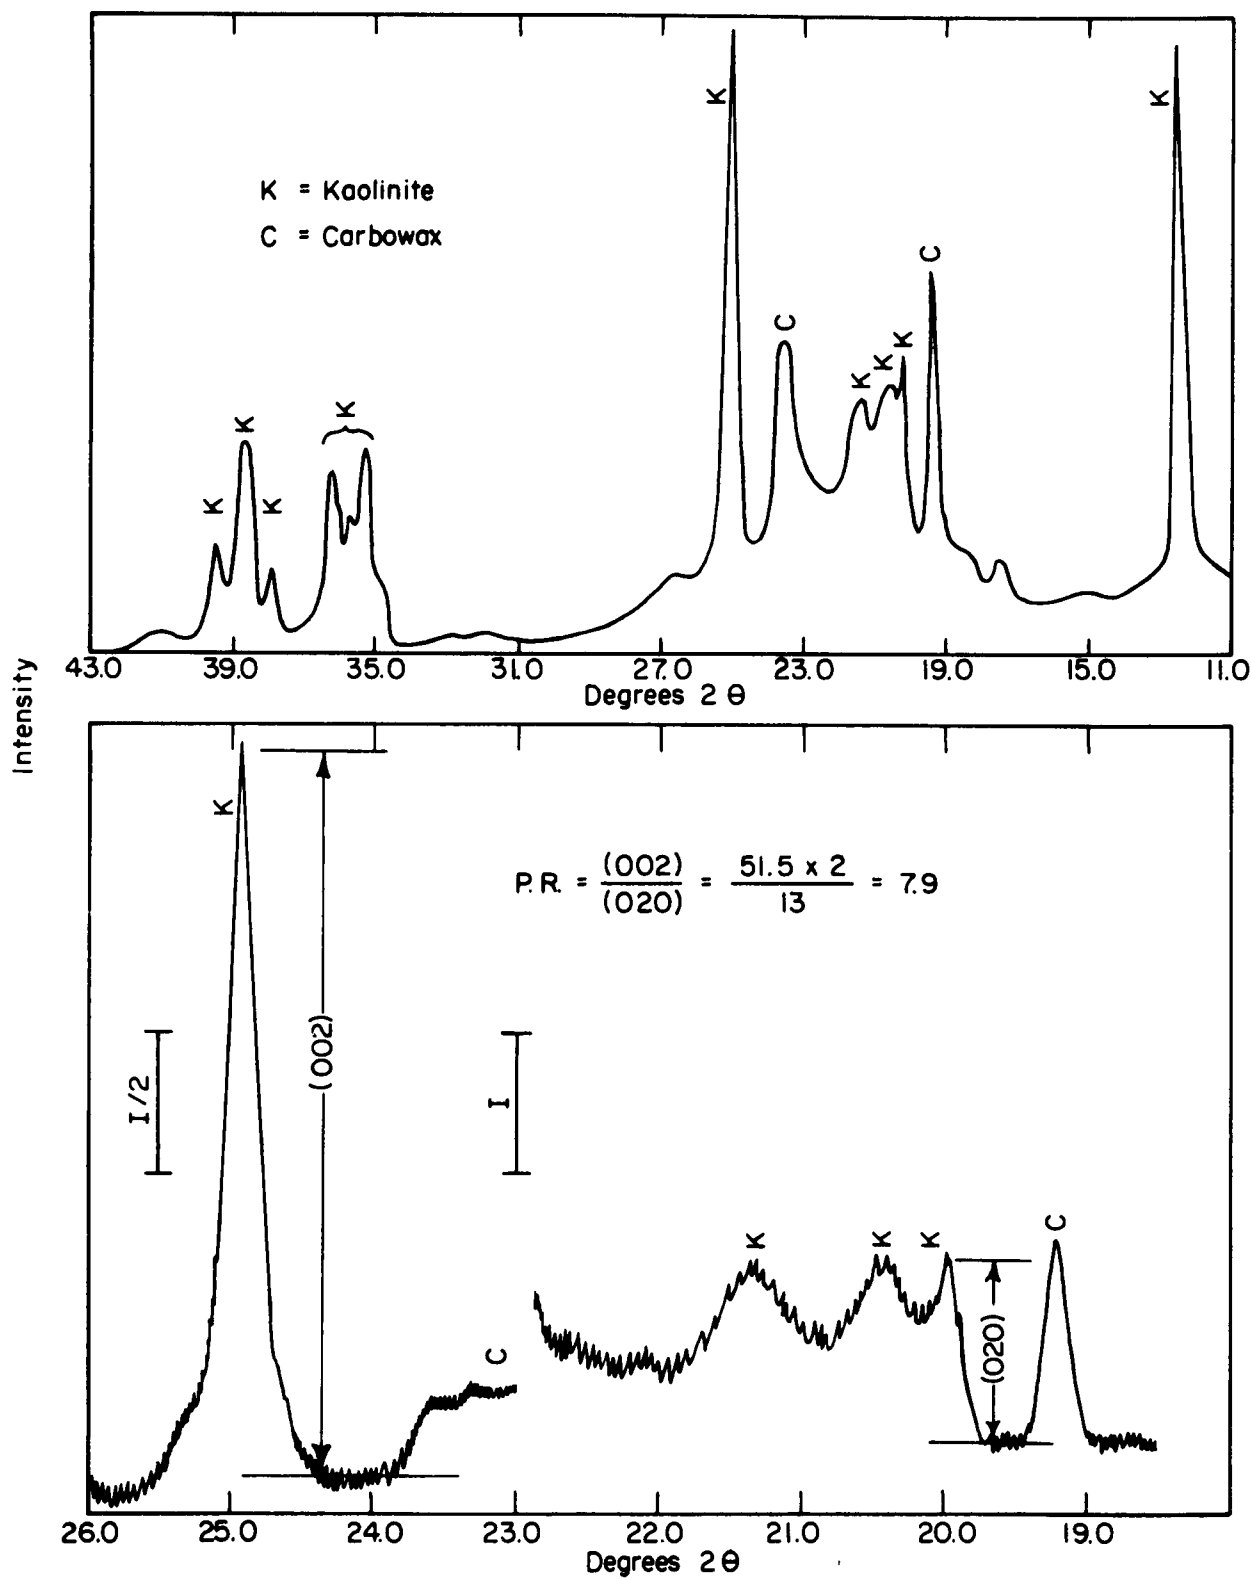 K
K
K = Kaolinite
C = Carbowax
C
C
K
K
K
K
K
K
K
43.0 39.0 35.0 31.0 27.0 23.0 19.0 15.0 11.0
Degrees 2 θ
Intensity
K
P.R. = (002) / (020) = 51.5 x 2 / 13 = 7.9
(002)
I/2
I
K
K
K
C
(020)
C
26.0 25.0 24.0 23.0 22.0 21.0 20.0 19.0
Degrees 2θ